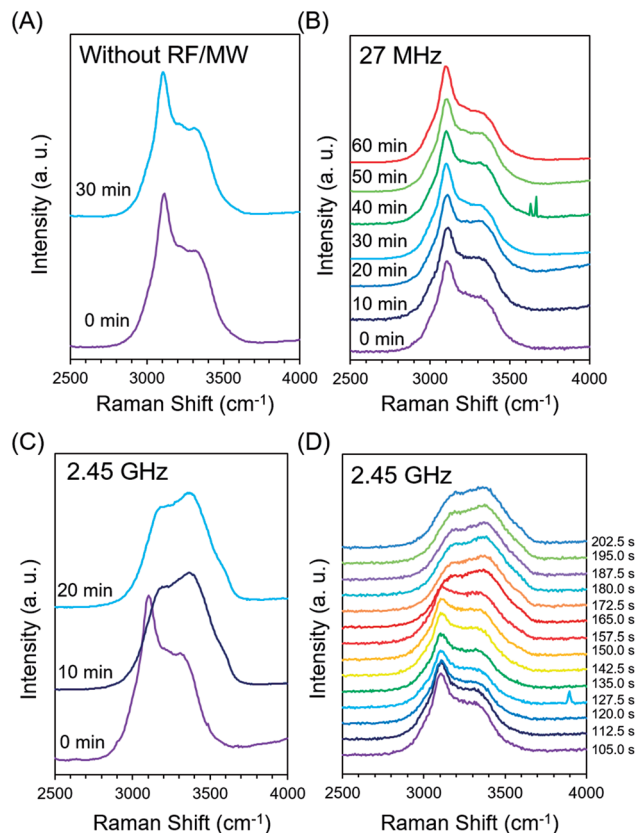 (A)
Without RF/MW
30 min
0 min
Intensity (a. u.)
2500 3000 3500 4000
Raman Shift (cm-1)
(B)
27 MHz
60 min
50 min
40 min
30 min
20 min
10 min
0 min
Intensity (a. u.)
2500 3000 3500 4000
Raman Shift (cm-1)
(C)
2.45 GHz
20 min
10 min
0 min
Intensity (a. u.)
2500 3000 3500 4000
Raman Shift (cm-1)
(D)
2.45 GHz
202.5 s
195.0 s
187.5 s
180.0 s
172.5 s
165.0 s
157.5 s
150.0 s
142.5 s
135.0 s
127.5 s
120.0 s
112.5 s
105.0 s
Intensity (a. u.)
2500 3000 3500 4000
Raman Shift (cm-1)